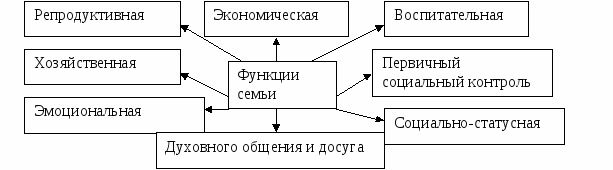 Репродуктивная
Экономическая
Воспитательная
Хозяйственная
Функции
семьи
Первичный
социальный контроль
Эмоциональная
Социально-статусная
Духовного общения и досуга